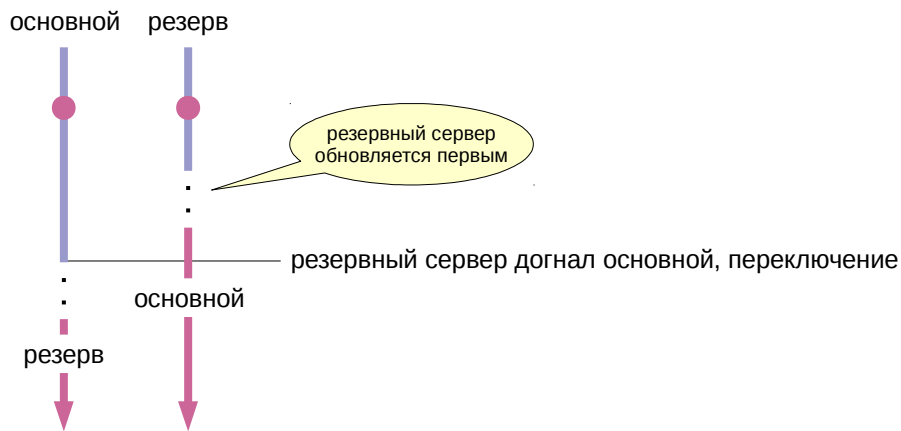 основной резерв
резервный сервер
обновляется первым
резервный сервер догнал основной, переключение
основной
резерв